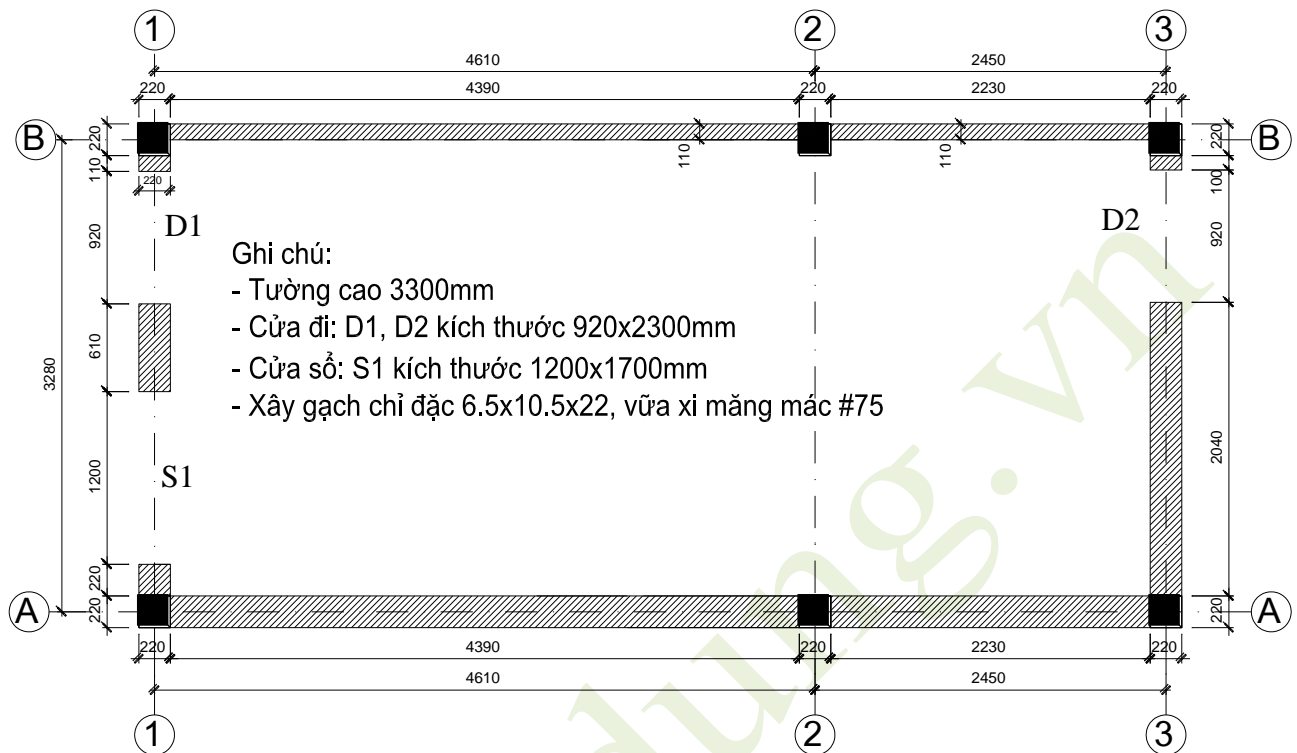 1
2
3
4610
2450
220
4390
220
2230
220
B
220
110
110
220
B
110
220
100
D1
D2
920
920
Ghi chú:
- Tường cao 3300mm
- Cửa đi: D1, D2 kích thước 920x2300mm
- Cửa sổ: S1 kích thước 1200x1700mm
- Xây gạch chỉ đặc 6.5x10.5x22, vữa xi măng mác #75
610
3280
2040
1200
S1
220
A
220
220
A
220
4390
220
2230
220
4610
2450
1
2
3
dung.vn